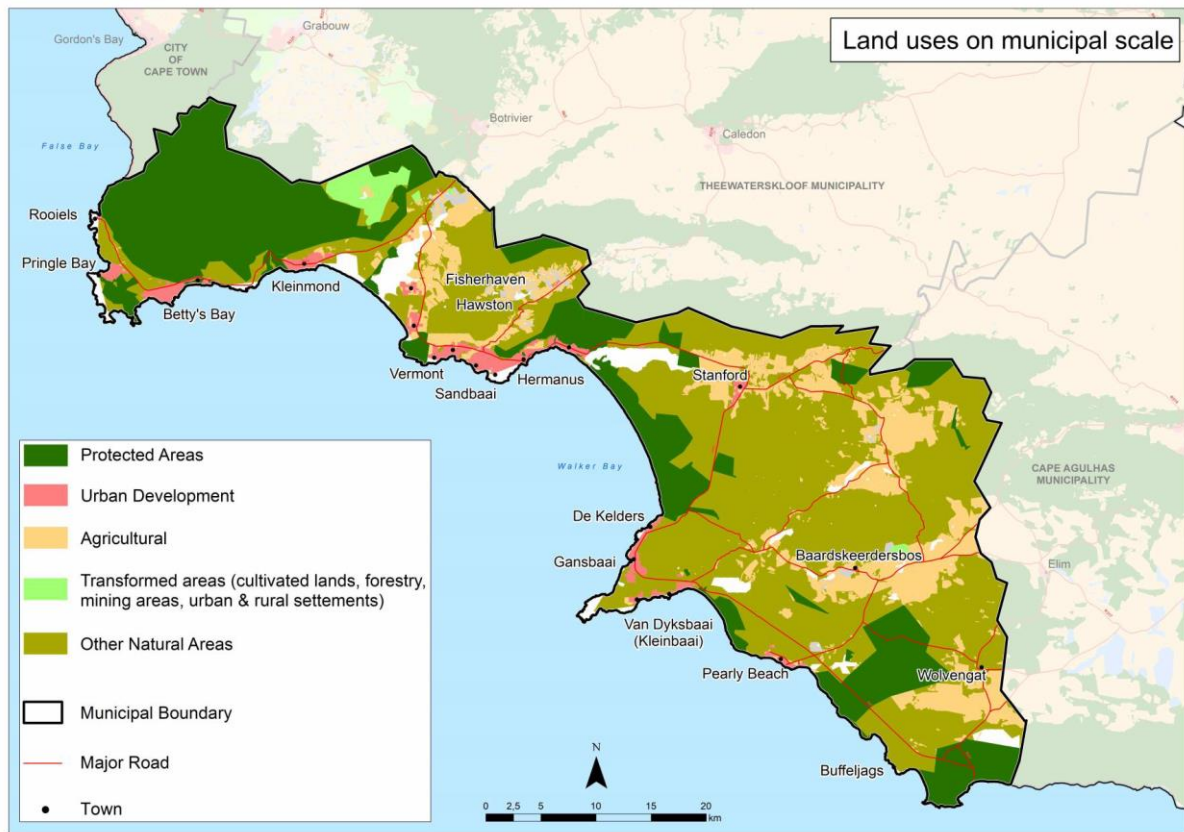 Land uses on municipal scale
Gordon's Bay
CITY
OF
CAPE TOWN
Grabouw
Botrivier
Caledon
THEEWATERSKLOOF MUNICIPALITY
False Bay
Rooiels
Pringle Bay
Betty's Bay
Kleinmond
Fisherhaven
Hawston
Vermont
Sandbaai
Hermanus
Stanford
Walker Bay
CAPE AGULHAS
MUNICIPALITY
De Kelders
Gansbaai
Baardskeerdersbos
Elim
Van Dyksbaai
(Kleinbaai)
Pearly Beach
Wolvengat
Buffeljags
Protected Areas
Urban Development
Agricultural
Transformed areas (cultivated lands, forestry,
mining areas, urban & rural settements)
Other Natural Areas
Municipal Boundary
Major Road
Town
N
0 2,5 5 10 15 20
km